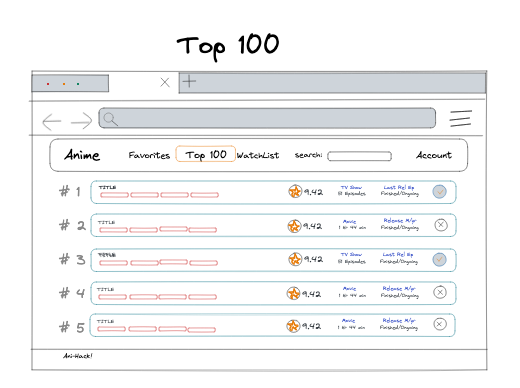 Top 100
Anime Favorites Top 100 WatchList search: Account
# 1 TITLE 9.42 TV Show Last Rel Ep
12 Episodes Finished/Ongoing
# 2 TITLE 9.42 Movie Release M/yr
1 Hr 44 min Finished/Ongoing
# 3 TITLE 9.42 TV Show Last Rel Ep
Episodes Finished/Ongoing
# 4 TITLE 9.42 Movie Release M/yr
1 Hr 44 min Finished/Ongoing
# 5 TITLE 9.42 Movie Release M/yr
1 Hr 44 min Finished/Ongoing
Ani-Hack!